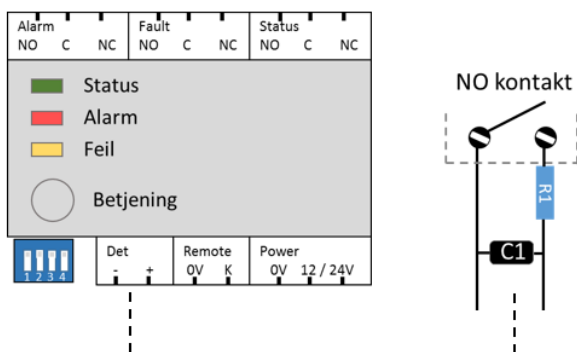 Alarm Fault Status
NO C NC NO C NC NO C NC
Status
NO kontakt
Alarm
Feil
Betjening
R1
C1
Det Remote Power
- + 0V K 0V 12 / 24V
1 2 3 4